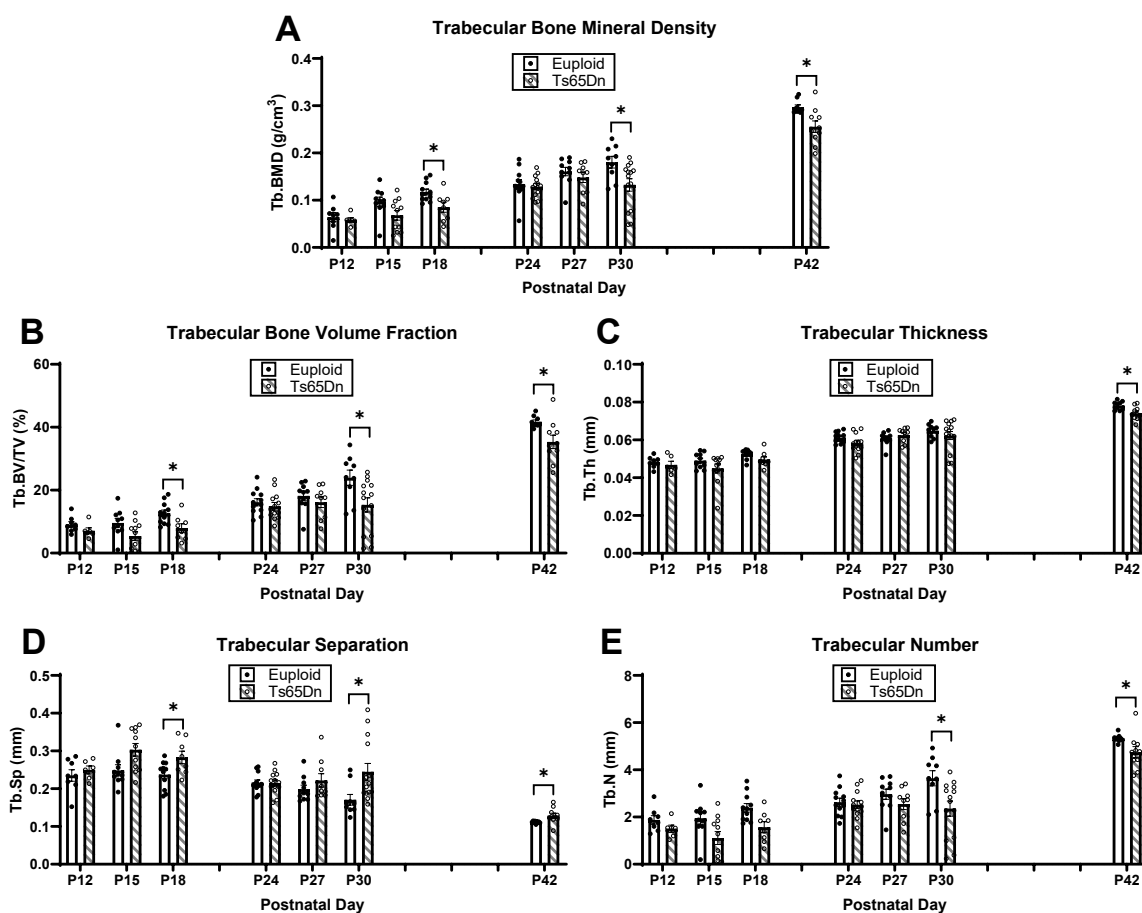 A
Trabecular Bone Mineral Density
Euploid
Ts65Dn
Tb.BMD (g/cm³)
0.4
0.3
0.2
0.1
0.0
*
*
*
P12 P15 P18 P24 P27 P30 P42
Postnatal Day
B
Trabecular Bone Volume Fraction
Euploid
Ts65Dn
Tb.BV/TV (%)
60
40
20
0
*
*
*
P12 P15 P18 P24 P27 P30 P42
Postnatal Day
C
Trabecular Thickness
Euploid
Ts65Dn
Tb.Th (mm)
0.10
0.08
0.06
0.04
0.02
0.00
*
P12 P15 P18 P24 P27 P30 P42
Postnatal Day
D
Trabecular Separation
Euploid
Ts65Dn
Tb.Sp (mm)
0.5
0.4
0.3
0.2
0.1
0.0
*
*
*
P12 P15 P18 P24 P27 P30 P42
Postnatal Day
E
Trabecular Number
Euploid
Ts65Dn
Tb.N (mm)
8
6
4
2
0
*
*
P12 P15 P18 P24 P27 P30 P42
Postnatal Day